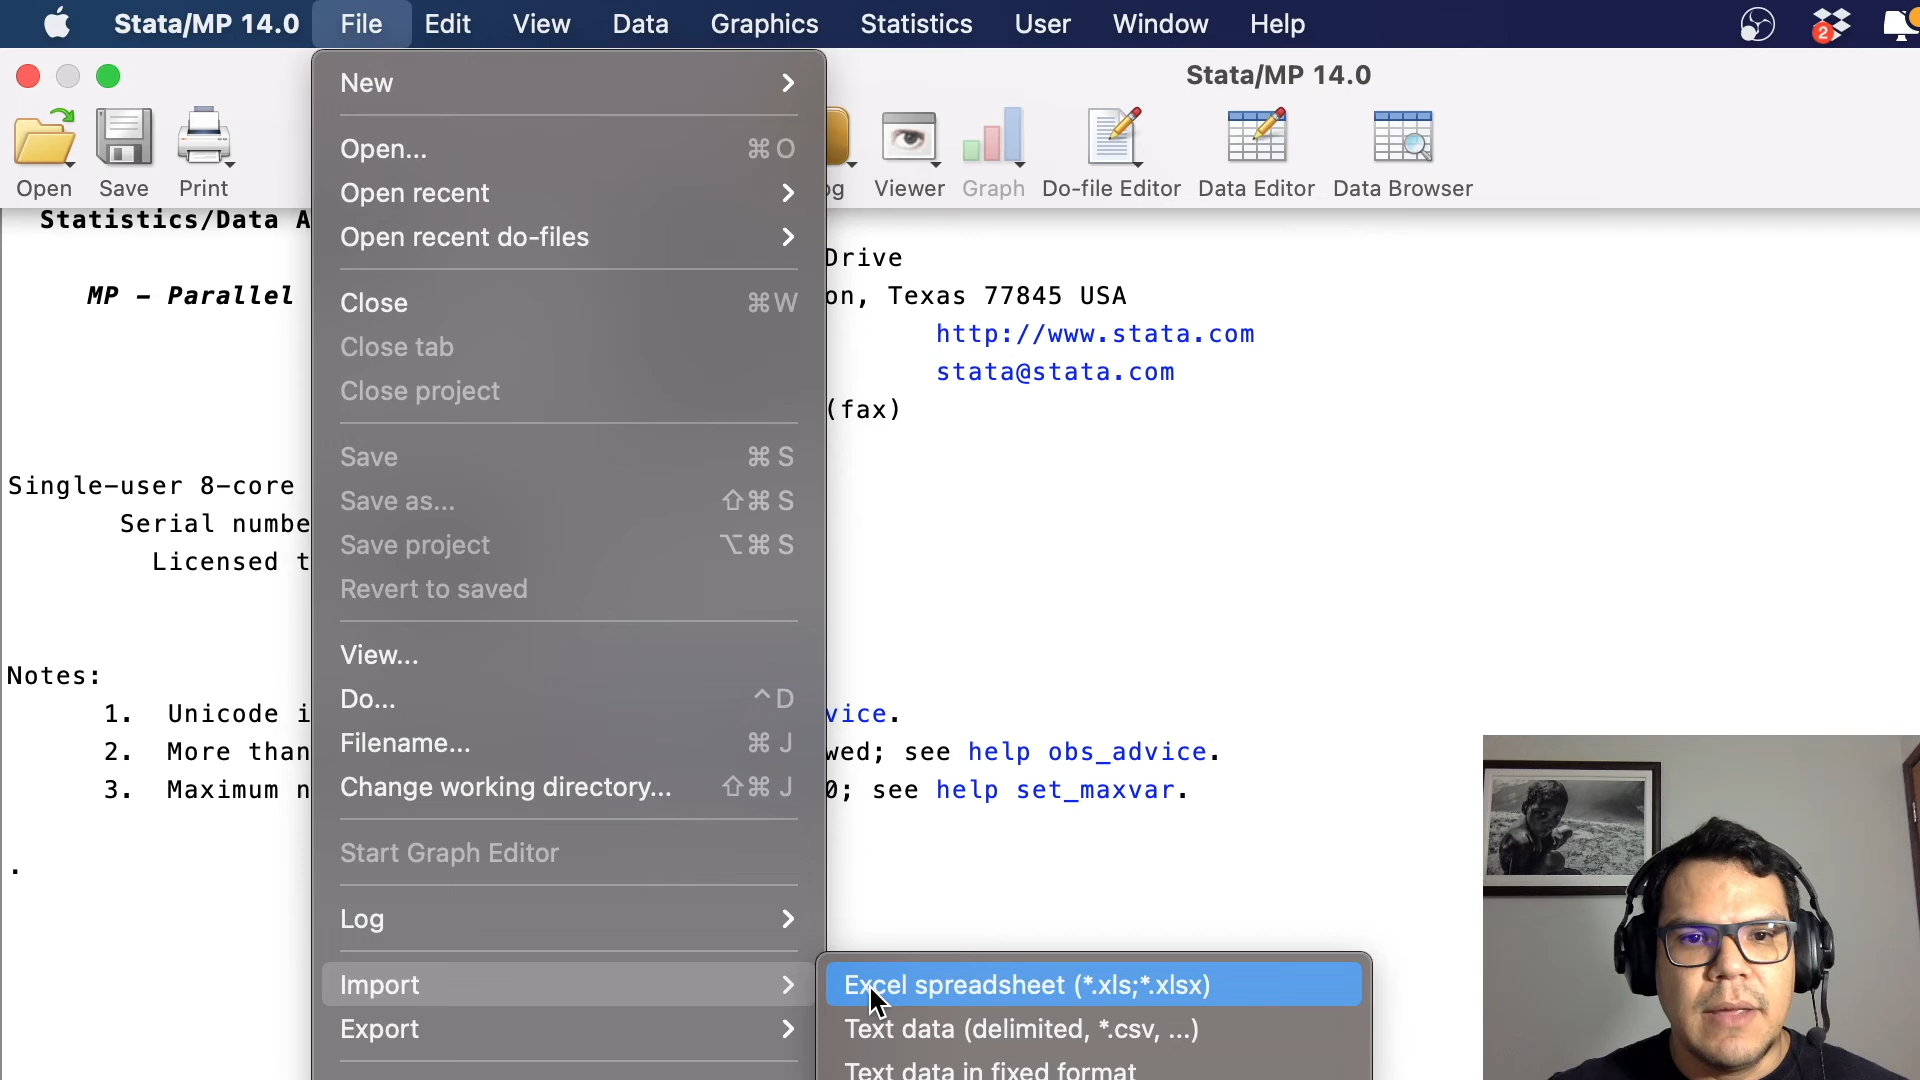 Stata/MP 14.0 File Edit View Data Graphics Statistics User Window Help
2
Stata/MP 14.0
Open Save Print Viewer Graph Do-file Editor Data Editor Data Browser
New
Open... ⌘ O
Open recent
Open recent do-files
Close ⌘W
Close tab
Close project
Save ⌘ S
Save as... ⇧⌘ S
Save project ⌥⌘ S
Revert to saved
View...
Do... ^ D
Filename... ⌘ J
Change working directory... ⇧⌘ J
Start Graph Editor
Log
Import
Export
Excel spreadsheet (*.xls;*.xlsx)
Text data (delimited, *.csv, ...)
Text data in fixed format
Statistics/Data A
Drive
MP - Parallel on, Texas 77845 USA
http://www.stata.com
stata@stata.com
(fax)
Single-user 8-core
Serial numbe
Licensed t
Notes:
1. Unicode i vice.
2. More than wed; see help obs_advice.
3. Maximum n 0; see help set_maxvar.
.